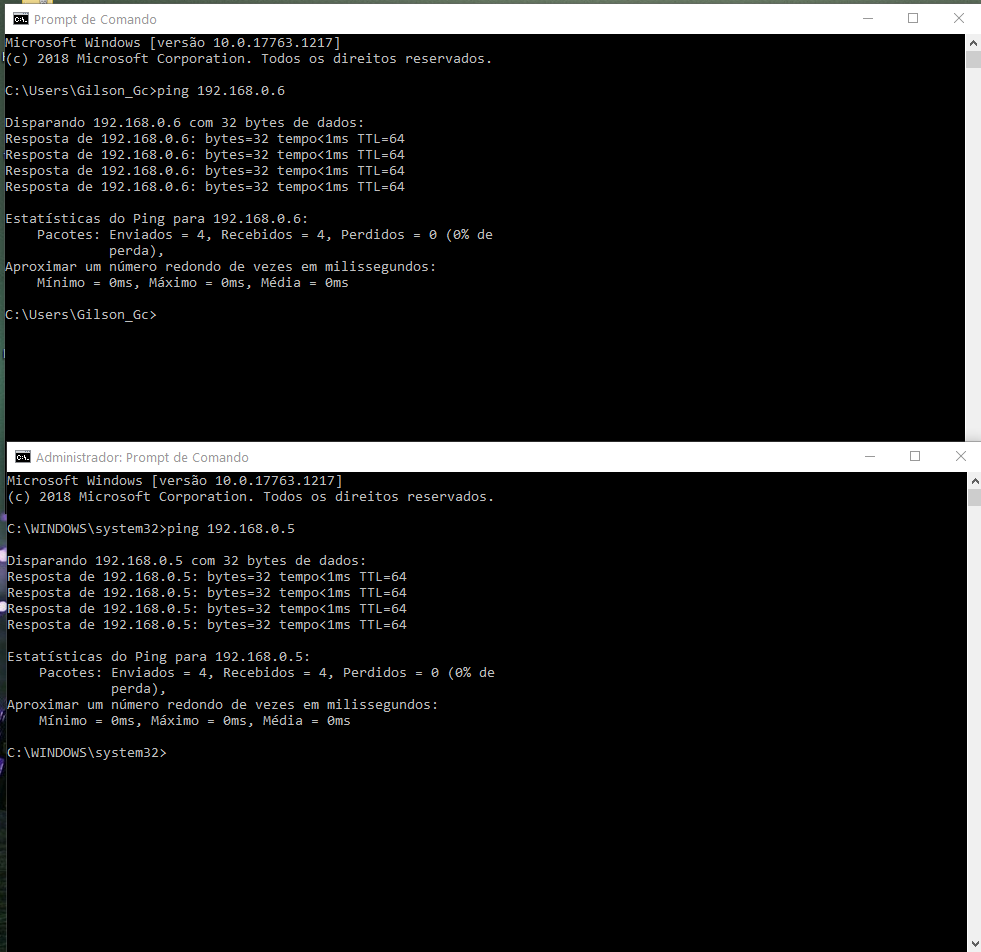 Prompt de Comando
Microsoft Windows [versão 10.0.17763.1217]
(c) 2018 Microsoft Corporation. Todos os direitos reservados.
C:\Users\Gilson_Gc>ping 192.168.0.6
Disparando 192.168.0.6 com 32 bytes de dados:
Resposta de 192.168.0.6: bytes=32 tempo<1ms TTL=64
Resposta de 192.168.0.6: bytes=32 tempo<1ms TTL=64
Resposta de 192.168.0.6: bytes=32 tempo<1ms TTL=64
Resposta de 192.168.0.6: bytes=32 tempo<1ms TTL=64
Estatísticas do Ping para 192.168.0.6:
Pacotes: Enviados = 4, Recebidos = 4, Perdidos = 0 (0% de
perda),
Aproximar um número redondo de vezes em milissegundos:
Mínimo = 0ms, Máximo = 0ms, Média = 0ms
C:\Users\Gilson_Gc>
Administrador: Prompt de Comando
Microsoft Windows [versão 10.0.17763.1217]
(c) 2018 Microsoft Corporation. Todos os direitos reservados.
C:\WINDOWS\system32>ping 192.168.0.5
Disparando 192.168.0.5 com 32 bytes de dados:
Resposta de 192.168.0.5: bytes=32 tempo<1ms TTL=64
Resposta de 192.168.0.5: bytes=32 tempo<1ms TTL=64
Resposta de 192.168.0.5: bytes=32 tempo<1ms TTL=64
Resposta de 192.168.0.5: bytes=32 tempo<1ms TTL=64
Estatísticas do Ping para 192.168.0.5:
Pacotes: Enviados = 4, Recebidos = 4, Perdidos = 0 (0% de
perda),
Aproximar um número redondo de vezes em milissegundos:
Mínimo = 0ms, Máximo = 0ms, Média = 0ms
C:\WINDOWS\system32>